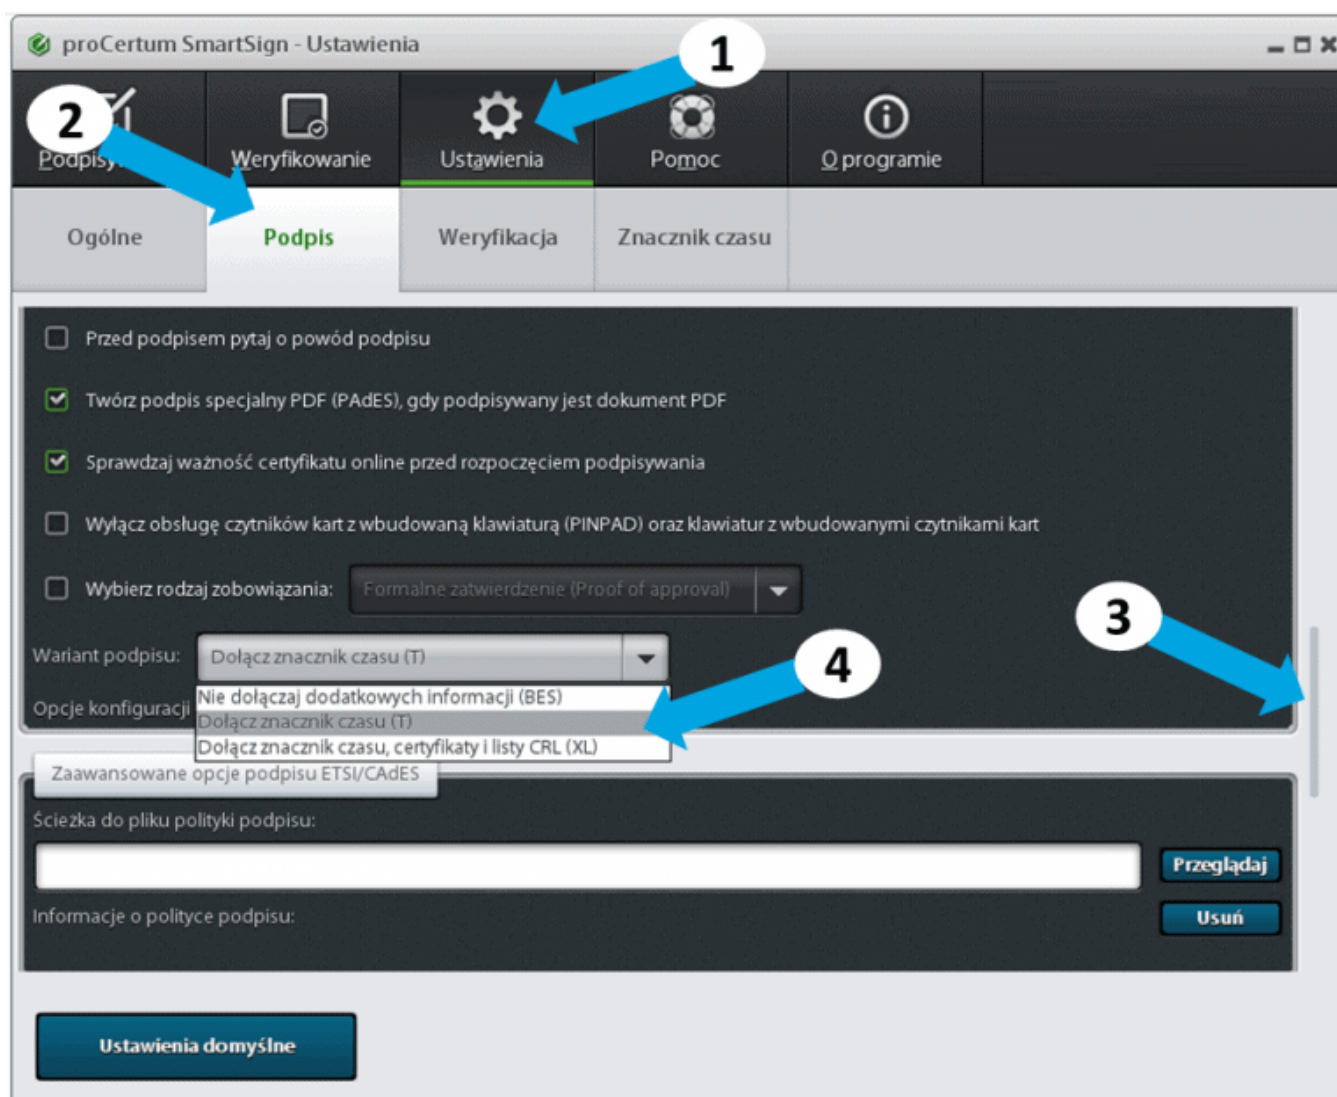 proCertum SmartSign - Ustawienia
1
2
Weryfikowanie
Ustawienia
Pomoc
O programie
Ogólne
Podpis
Weryfikacja
Znacznik czasu
Przed podpisem pytaj o powód podpisu
Twórz podpis specjalny PDF (PAdES), gdy podpisywany jest dokument PDF
Sprawdzaj ważność certyfikatu online przed rozpoczęciem podpisywania
Wyłącz obsługę czytników kart z wbudowaną klawiaturą (PINPAD) oraz klawiatur z wbudowanymi czytnikami kart
Wybierz rodzaj zobowiązania: Formalne zatwierdzenie (Proof of approval)
3
Wariant podpisu: Dołącz znacznik czasu (T)
4
Nie dołączaj dodatkowych informacji (BES)
Opcje konfiguracji
Dołącz znacznik czasu (T)
Dołącz znacznik czasu, certyfikaty i listy CRL (XL)
Zaawansowane opcje podpisu ETSI/CAdES
Ścieżka do pliku polityki podpisu:
Przeglądaj
Informacje o polityce podpisu:
Usuń
Ustawienia domyślne